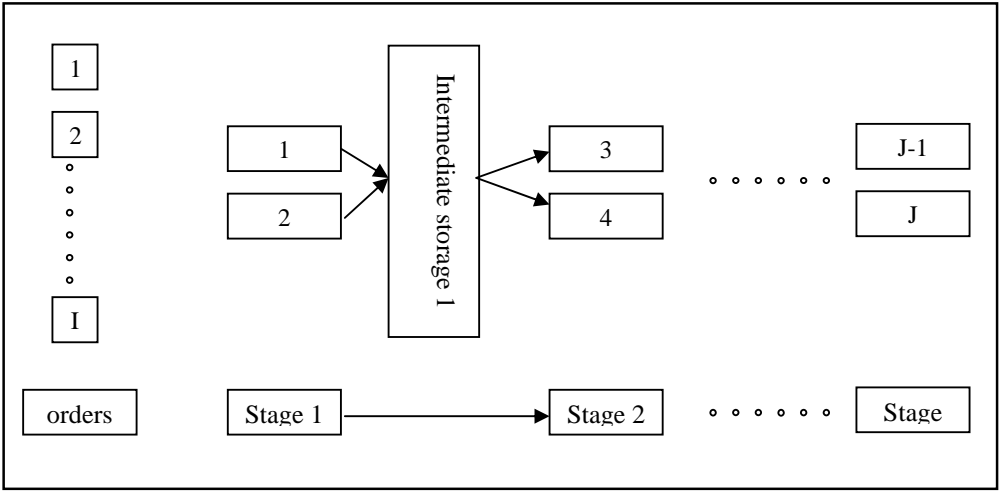 1
2
I
orders
1
2
Intermediate storage 1
3
4
J-1
J
Stage 1
Stage 2
Stage